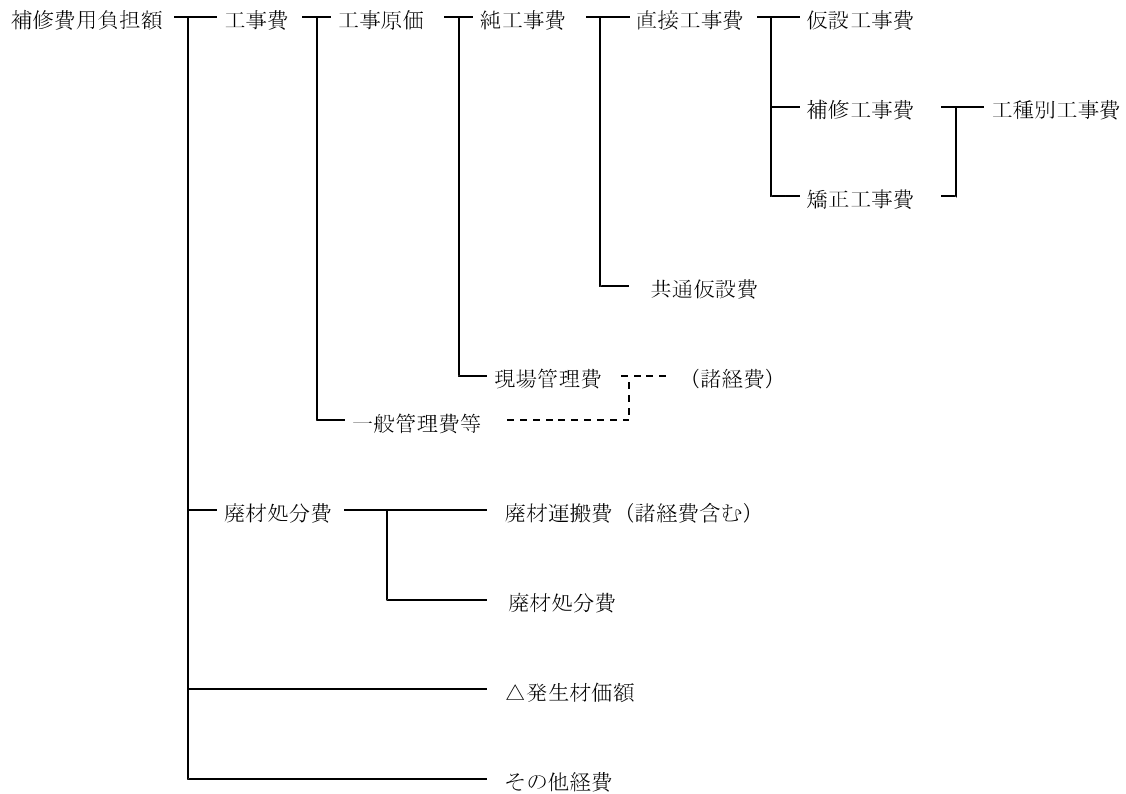 補修費用負担額 工事費 工事原価 純工事費 直接工事費 仮設工事費
補修工事費 工種別工事費
矯正工事費
共通仮設費
現場管理費 （諸経費）
一般管理費等
廃材処分費 廃材運搬費（諸経費含む）
廃材処分費
△発生材価額
その他経費